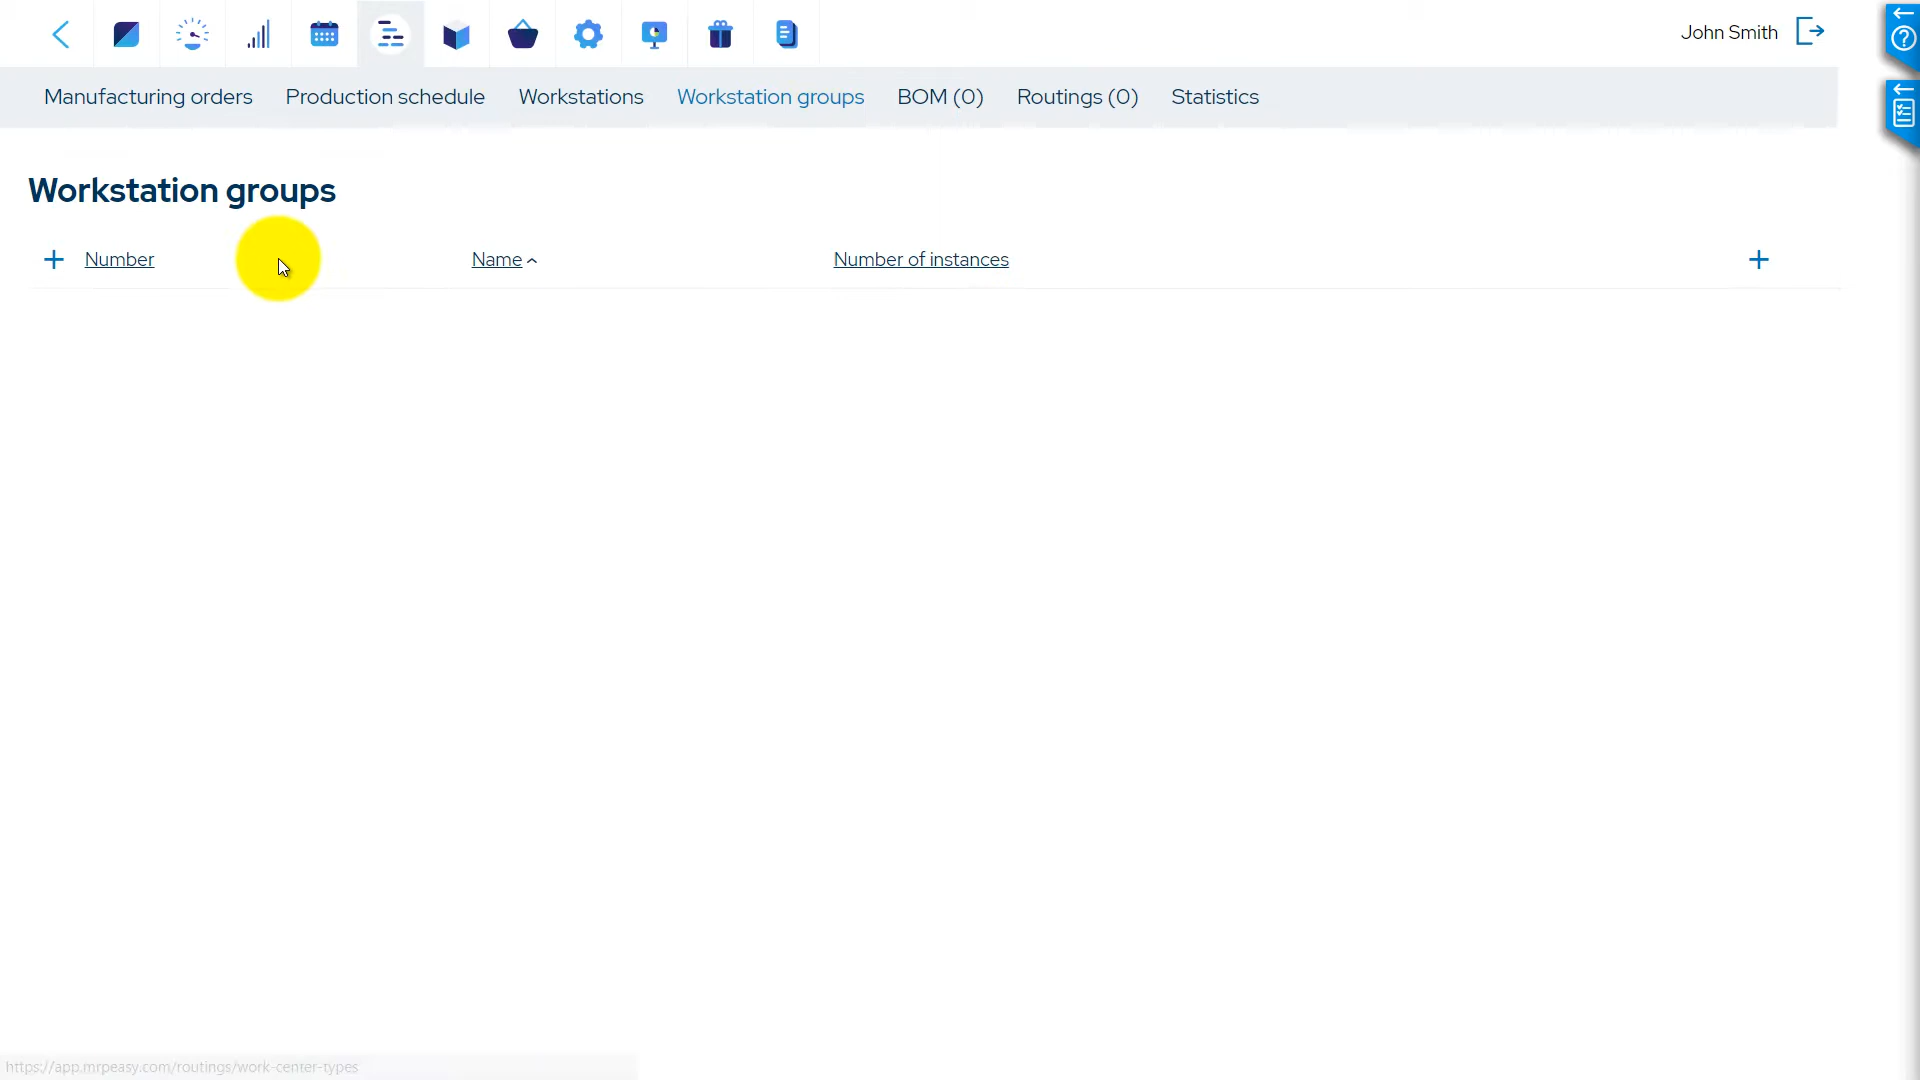 John Smith
Manufacturing orders Production schedule Workstations Workstation groups BOM (0) Routings (0) Statistics
Workstation groups
+ Number Name Number of instances +
https://app.mrpeasy.com/routings/work-center-types